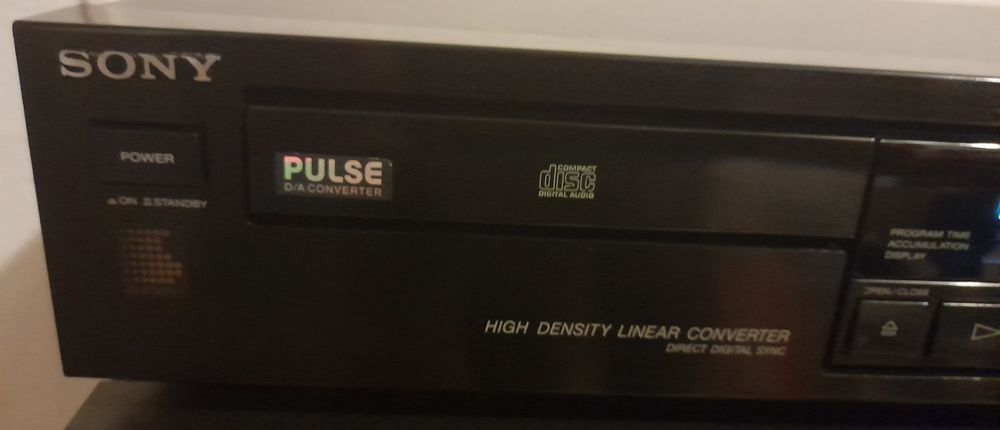 SONY
POWER
ON STANDBY
PULSE
D/A CONVERTER
COMPACT
disc
DIGITAL AUDIO
HIGH DENSITY LINEAR CONVERTER
DIRECT DIGITAL SYNC
PROGRAM TIME
ACCUMULATION
DISPLAY
OPEN/CLOSE